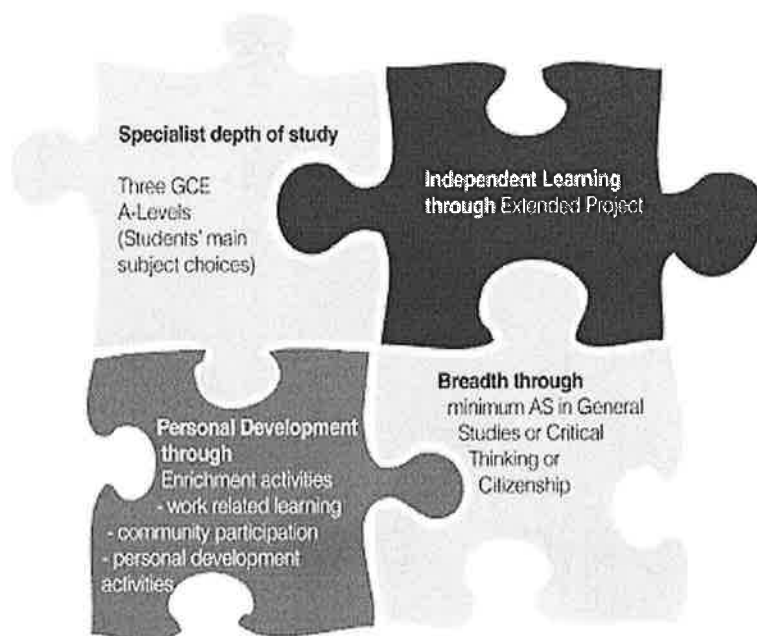 Specialist depth of study
Three GCE
A-Levels
(Students' main
subject choices)
Independent Learning
through Extended Project
Personal Development
through
Enrichment activities
- work related learning
- community participation
- personal development
activities
Breadth through
minimum AS in General
Studies or Critical
Thinking or
Citizenship